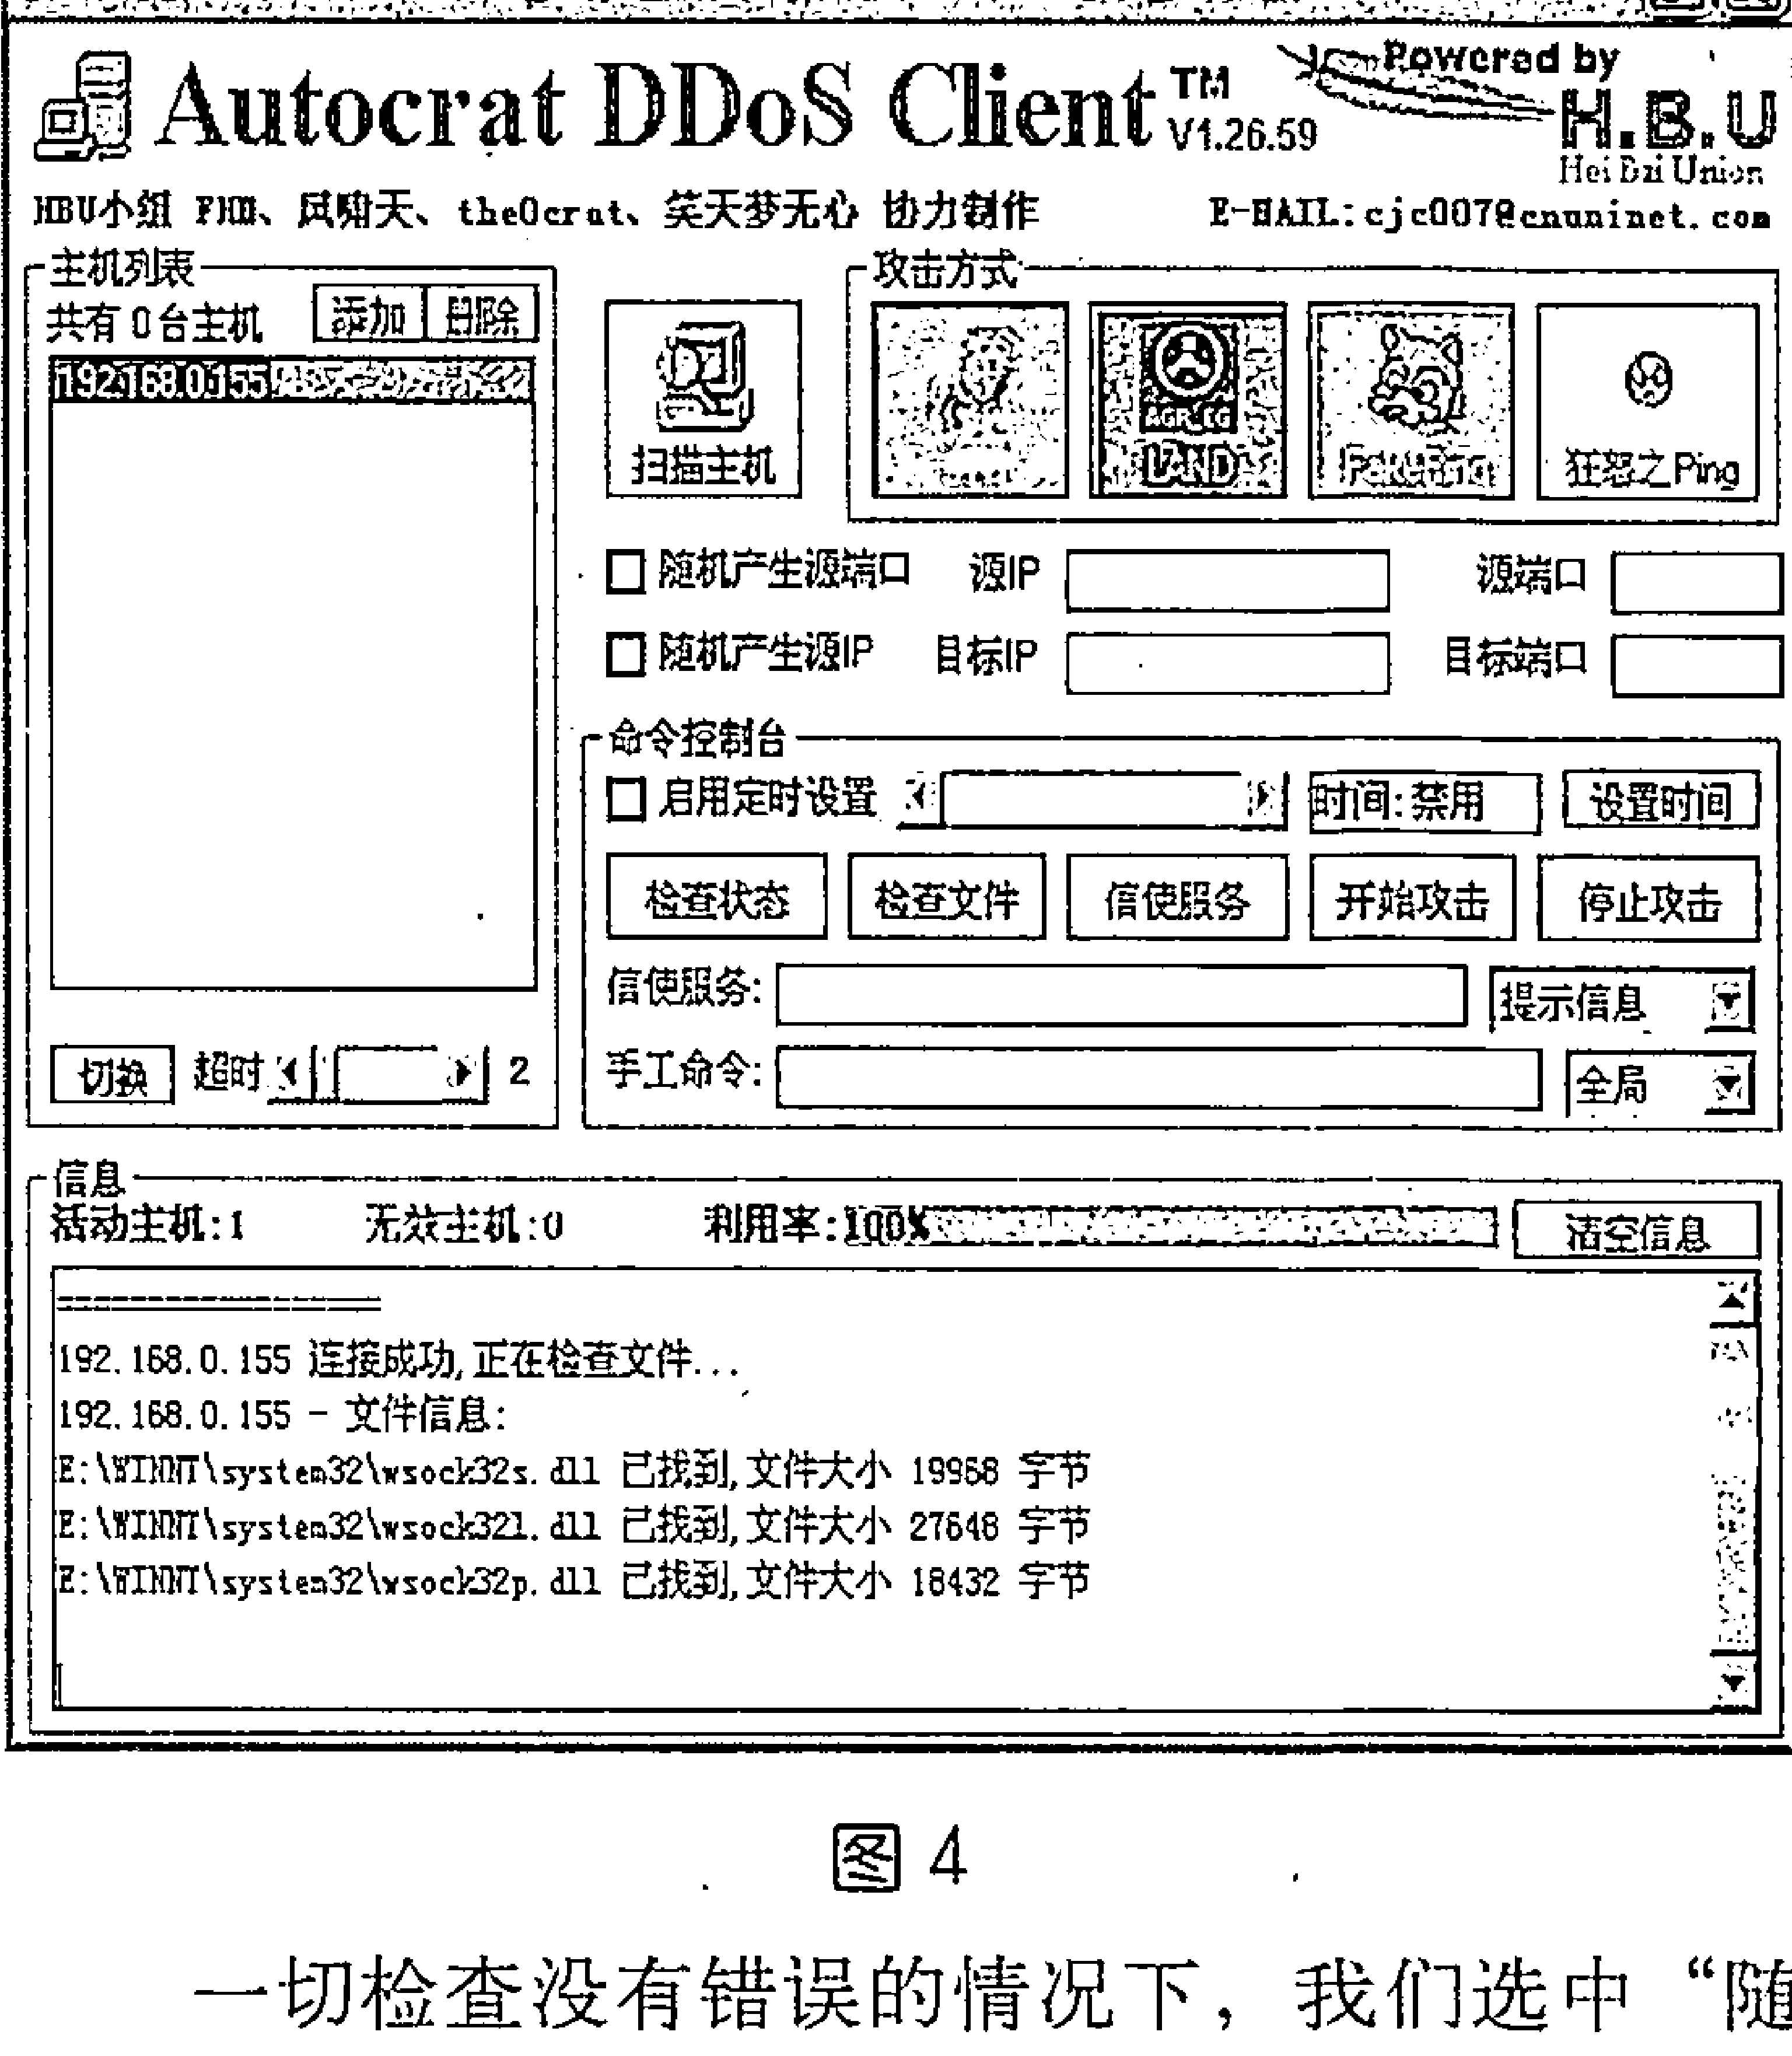 Autocrat DDoS Client TM
V1.26.59
Powered by
H.B.U
Hei Bai Union
HBU小组 PHM、风啸天、theOcrat、笑天梦无心 协力制作
E-MAIL:cjc007@cnuninet.com
主机列表
共有 0台主机 添加 删除
192.168.0.155
扫描主机
攻击方式
LAND
FakePing
狂怒之Ping
随机产生源端口 源IP 源端口
随机产生源IP 目标IP 目标端口
命令控制台
启用定时设置 时间:禁用 设置时间
检查状态 检查文件 信使服务 开始攻击 停止攻击
信使服务: 提示信息
手工命令: 全局
切换 超时 2
信息
活动主机:1 无效主机:0 利用率:100% 清空信息
================
192.168.0.155 连接成功,正在检查文件...
192.168.0.155 - 文件信息:
E:\WINNT\system32\wsock32s.dll 已找到,文件大小 19968 字节
E:\WINNT\system32\wsock32l.dll 已找到,文件大小 27648 字节
E:\WINNT\system32\wsock32p.dll 已找到,文件大小 18432 字节
图 4
一切检查没有错误的情况下，我们选中“随